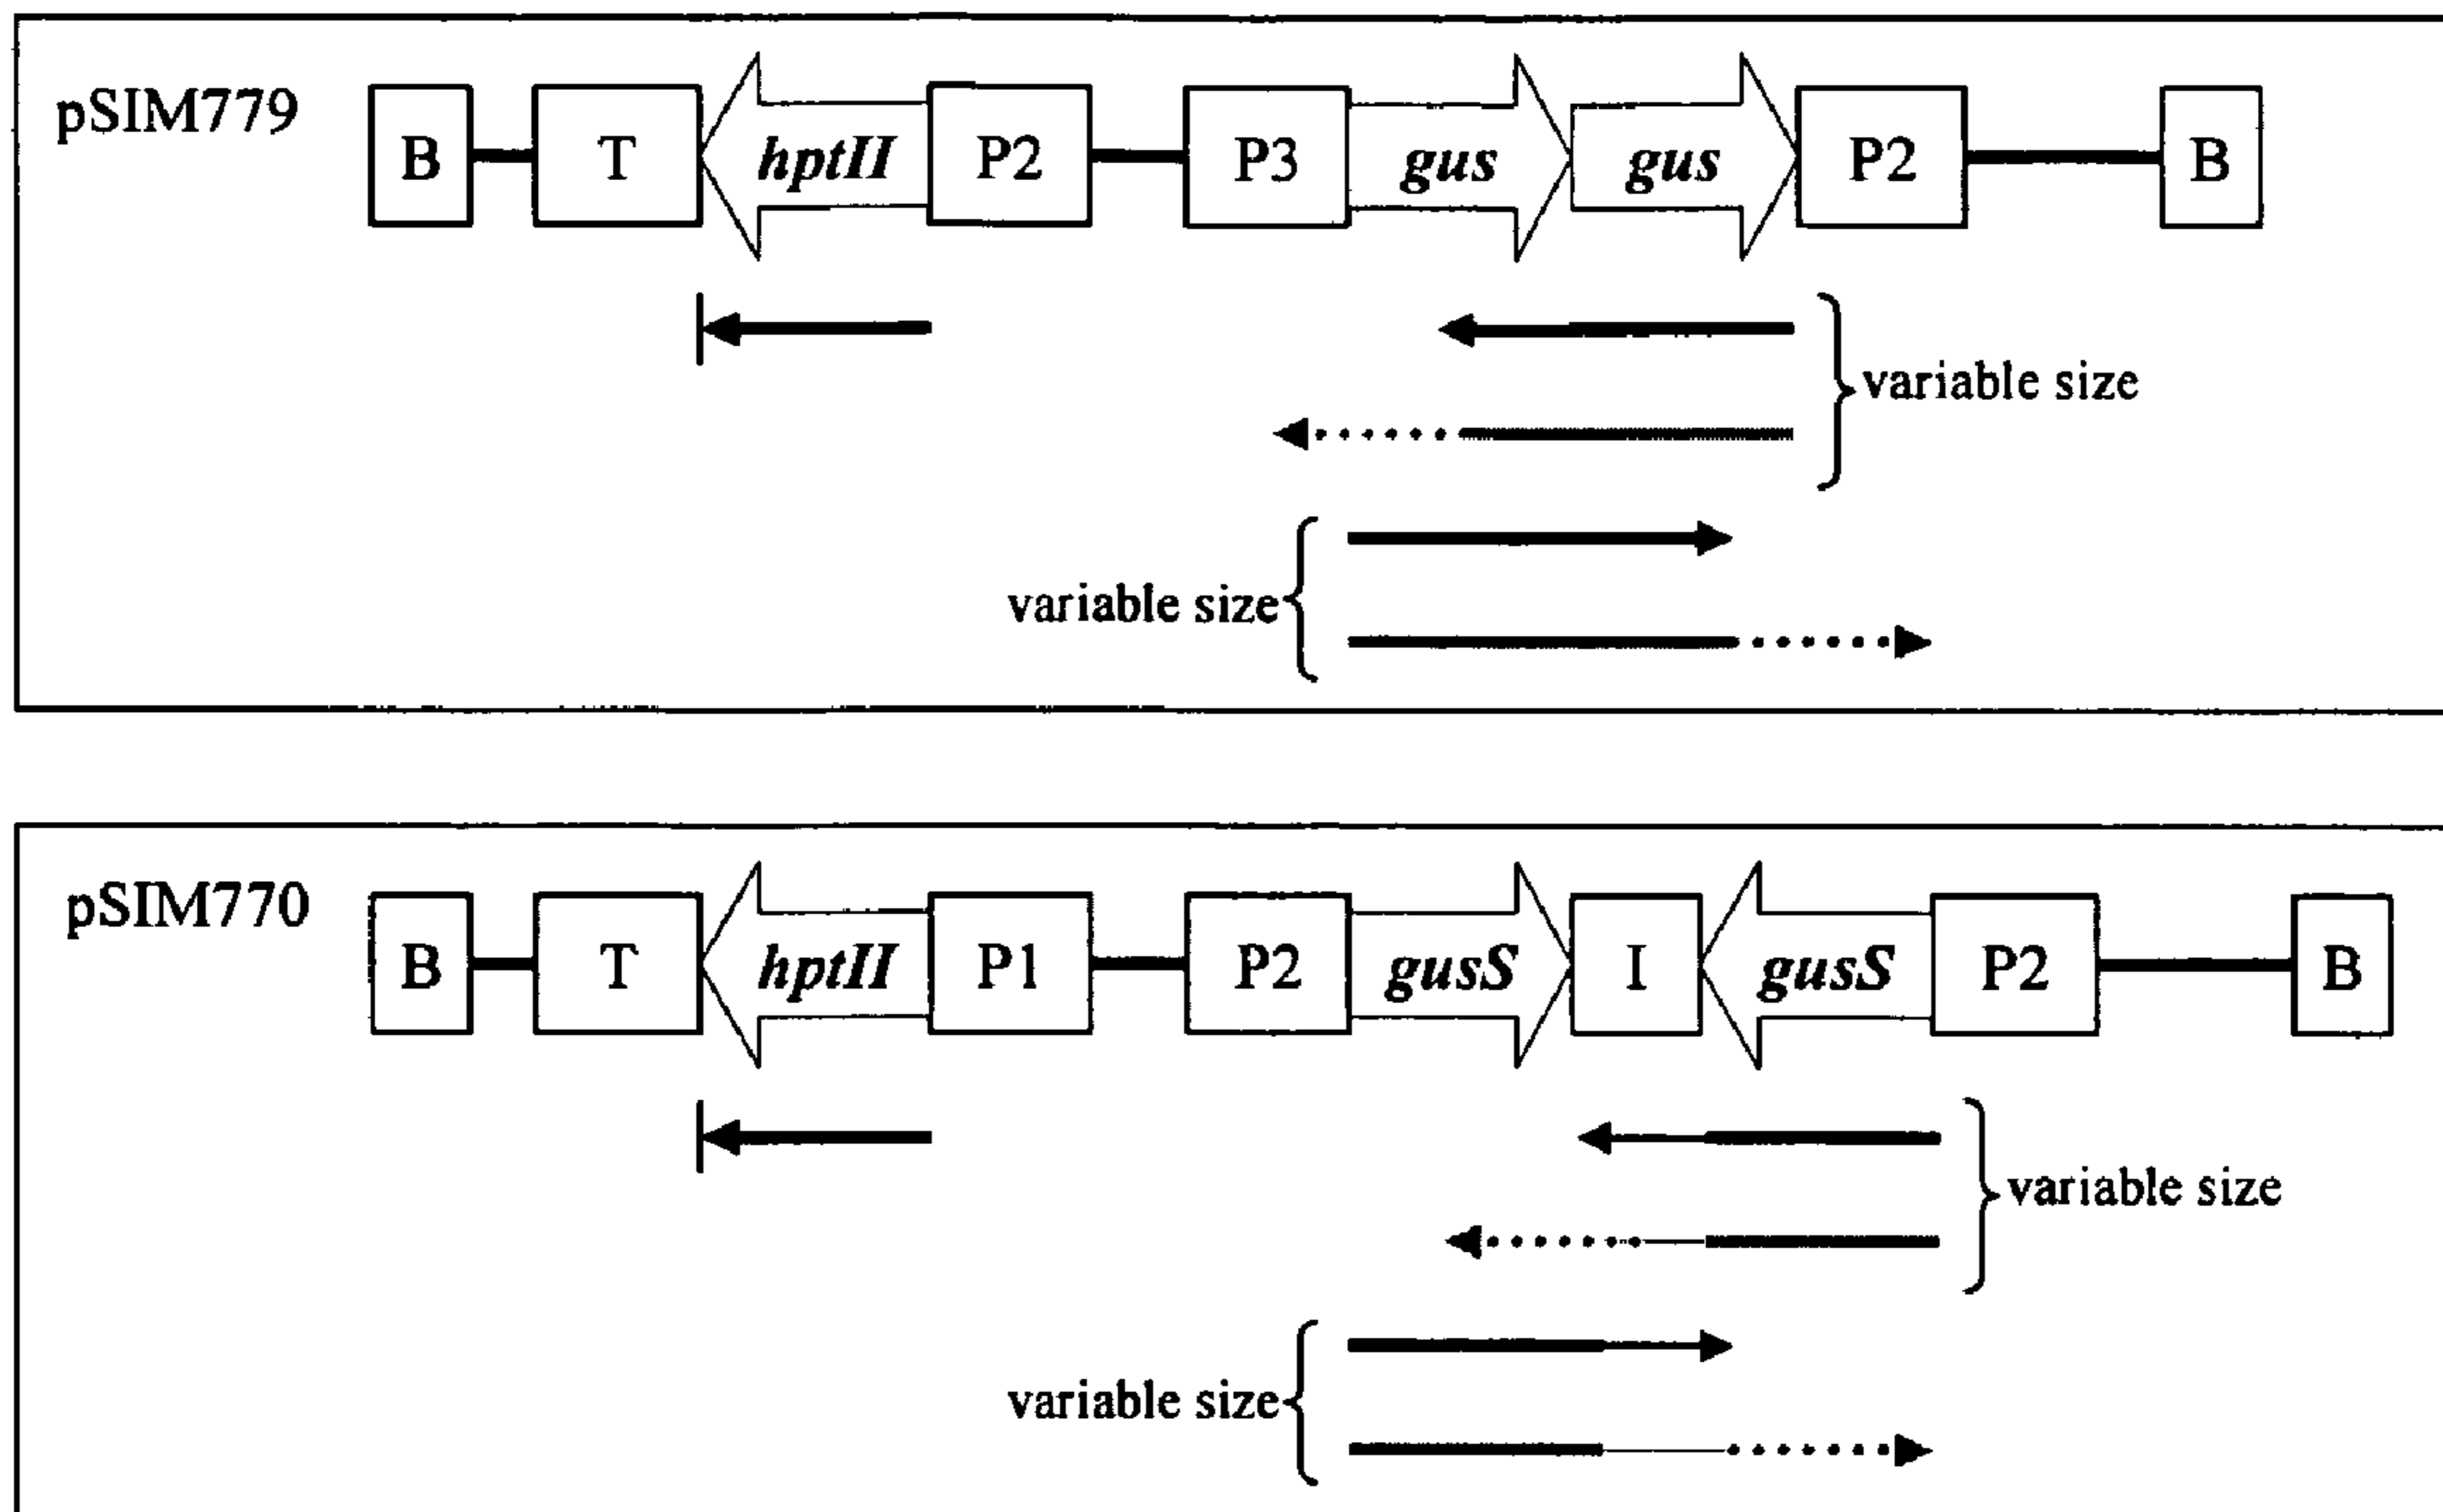 pSIM779 B T hptII P2 P3 gus gus P2 B
variable size
variable size
pSIM770 B T hptII P1 P2 gusS I gusS P2 B
variable size
variable size